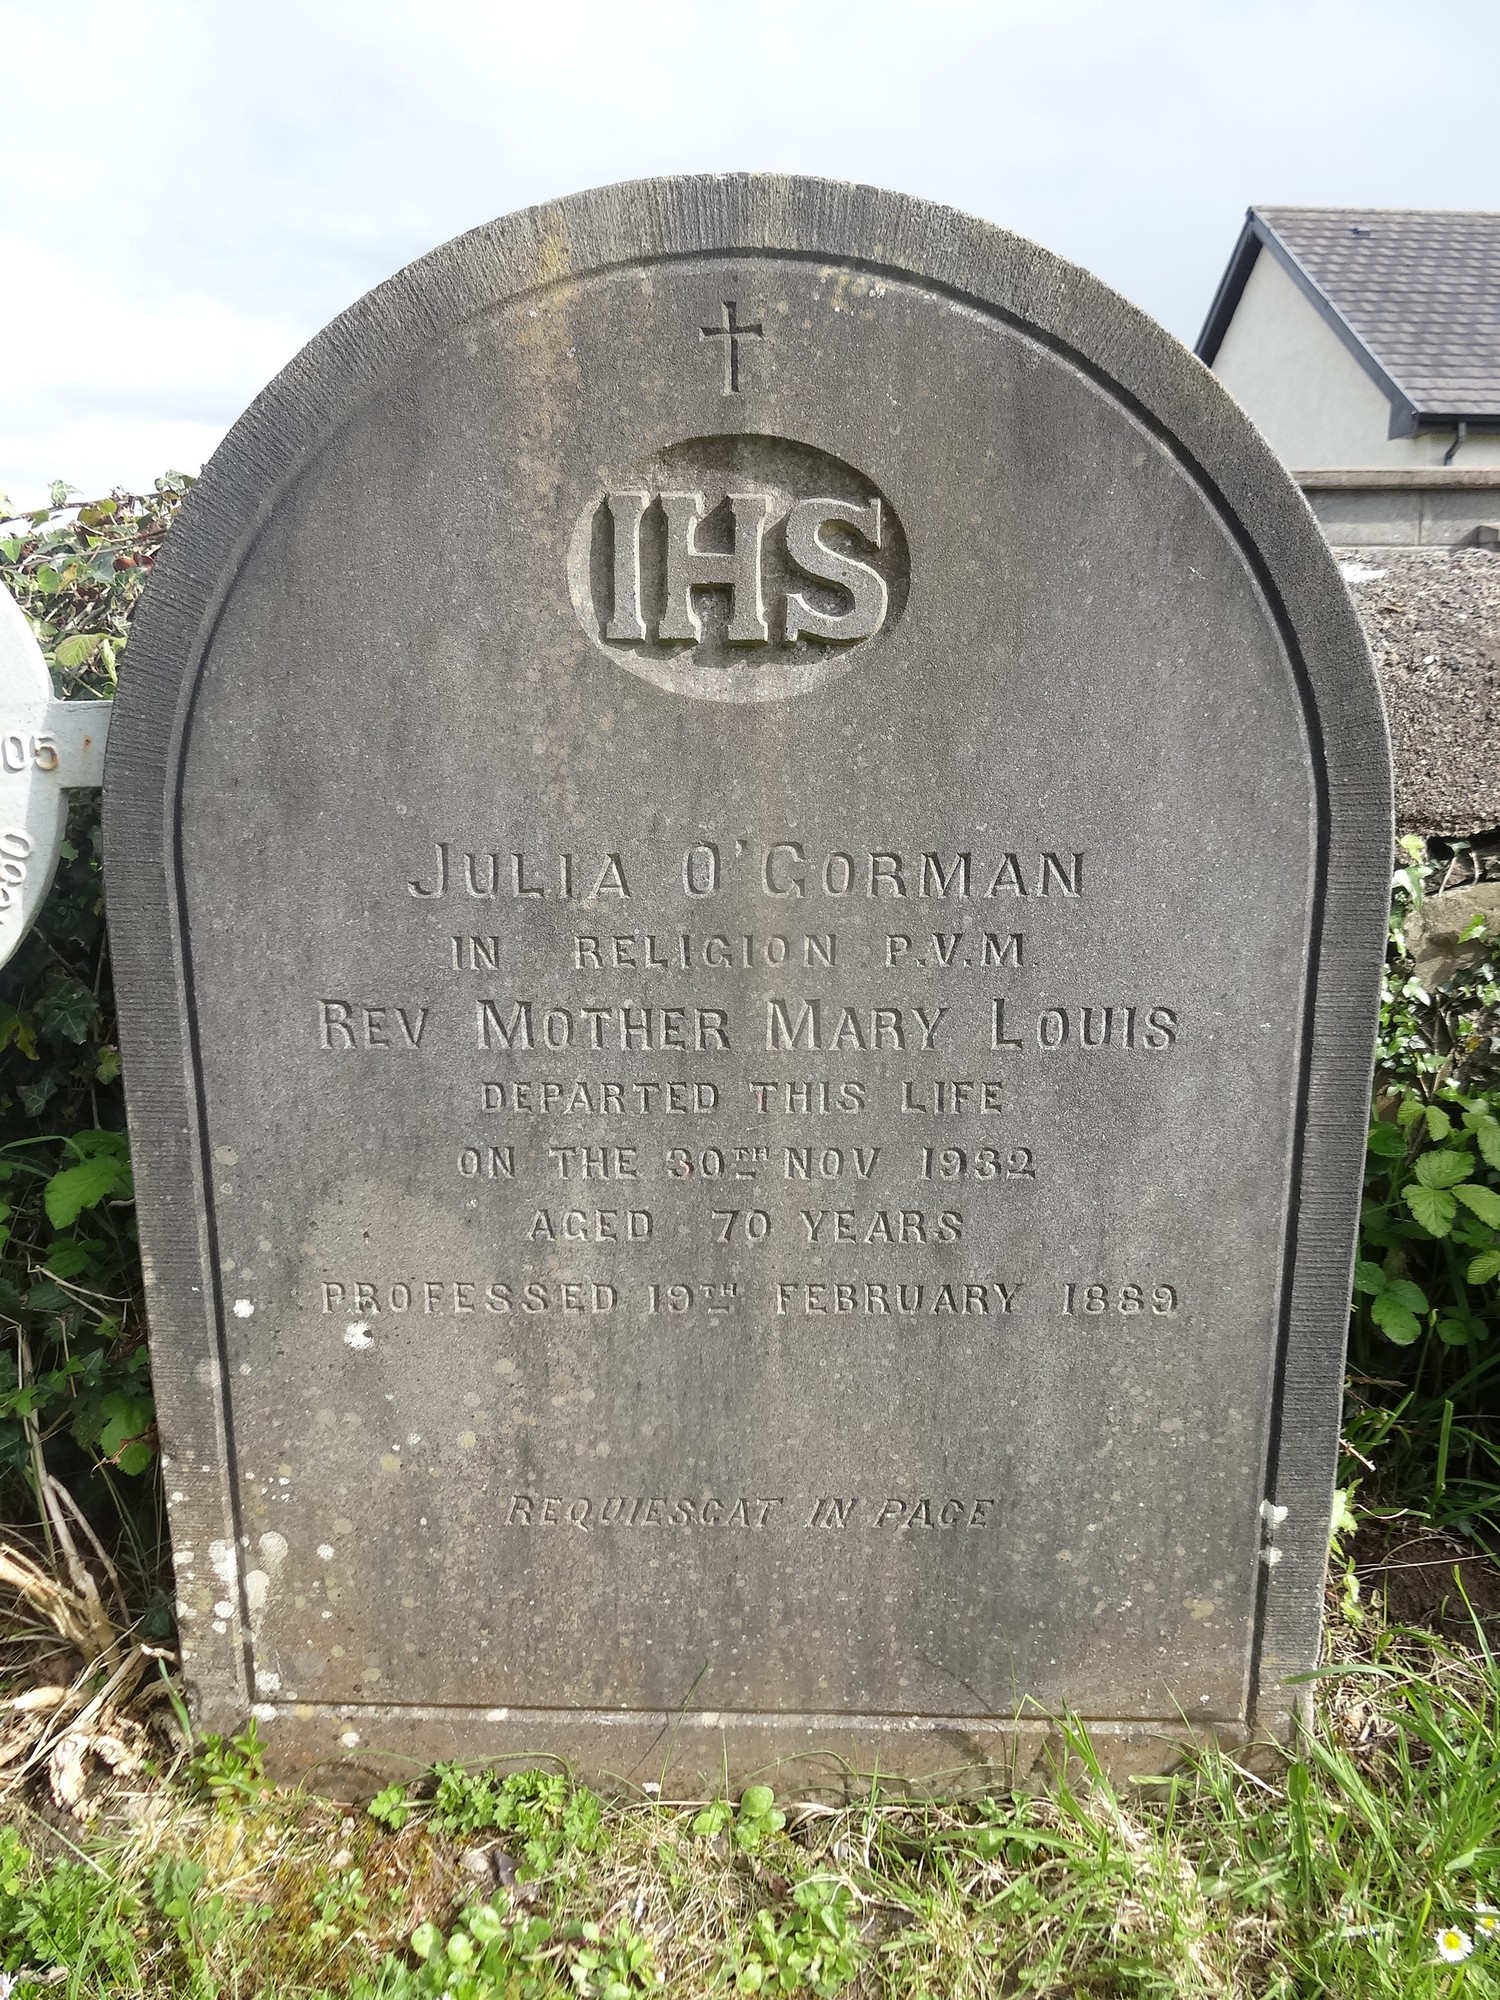 IHS
JULIA O'GORMAN
IN RELIGION P.V.M
REV MOTHER MARY LOUIS
DEPARTED THIS LIFE
ON THE 30TH NOV 1932
AGED 70 YEARS
PROFESSED 19TH FEBRUARY 1889
REQUIESCAT IN PACE
05